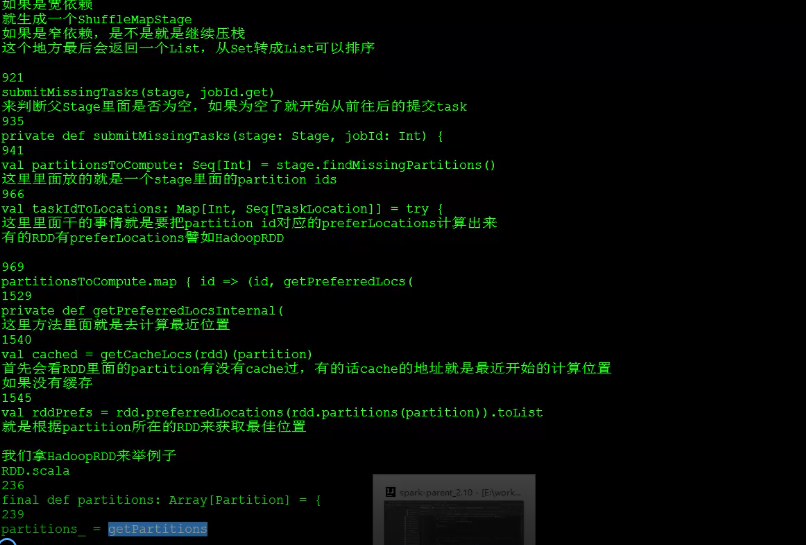 如果是宽依赖
就生成一个ShuffleMapStage
如果是窄依赖，是不是就是继续压栈
这个地方最后会返回一个List，从Set转成List可以排序
921
submitMissingTasks(stage, jobId.get)
来判断父Stage里面是否为空，如果为空了就开始从前往后的提交task
935
private def submitMissingTasks(stage: Stage, jobId: Int) {
941
val partitionsToCompute: Seq[Int] = stage.findMissingPartitions()
这里里面放的就是一个stage里面的partition ids
966
val taskIdToLocations: Map[Int, Seq[TaskLocation]] = try {
这里里面干的事情就是要把partition id对应的preferLocations计算出来
有的RDD有preferLocations譬如HadoopRDD
969
partitionsToCompute.map { id => (id, getPreferredLocs(
1529
private def getPreferredLocsInternal(
这里方法里面就是去计算最近位置
1540
val cached = getCacheLocs(rdd)(partition)
首先会看RDD里面的partition有没有cache过，有的话cache的地址就是最近开始的计算位置
如果没有缓存
1545
val rddPrefs = rdd.preferredLocations(rdd.partitions(partition)).toList
就是根据partition所在的RDD来获取最佳位置
我们拿HadoopRDD来举例子
RDD.scala
236
final def partitions: Array[Partition] = {
239
partitions_ = getPartitions
spark-parent_2.10 - [E:\work...